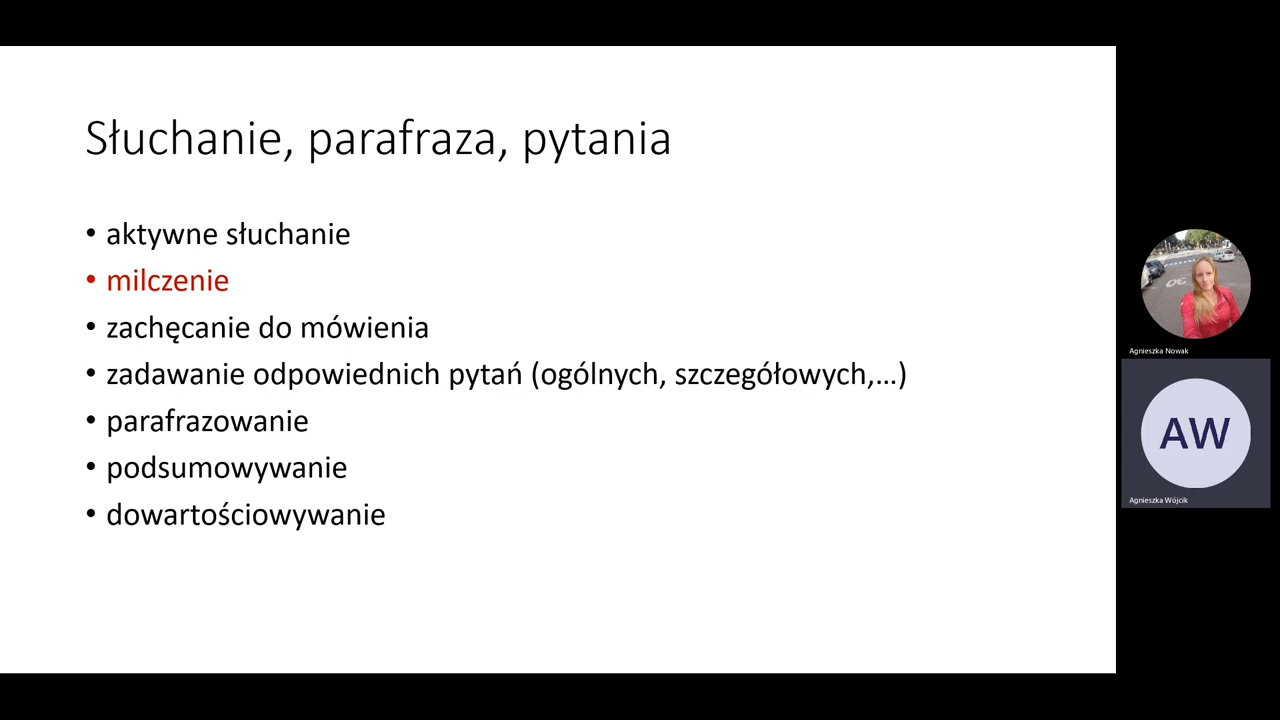 Słuchanie, parafraza, pytania
• aktywne słuchanie
• milczenie
• zachęcanie do mówienia
• zadawanie odpowiednich pytań (ogólnych, szczegółowych,...)
• parafrazowanie
• podsumowywanie
• dowartościowywanie
Agnieszka Nowak
AW
Agnieszka Wójcik